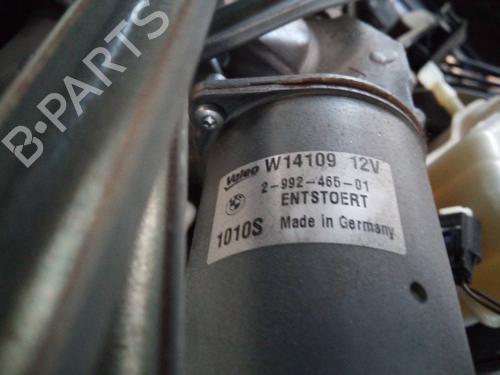 B-PARTS
Valeo W14109 12V
2-992-465-01
ENTSTOERT
1010S Made in Germany